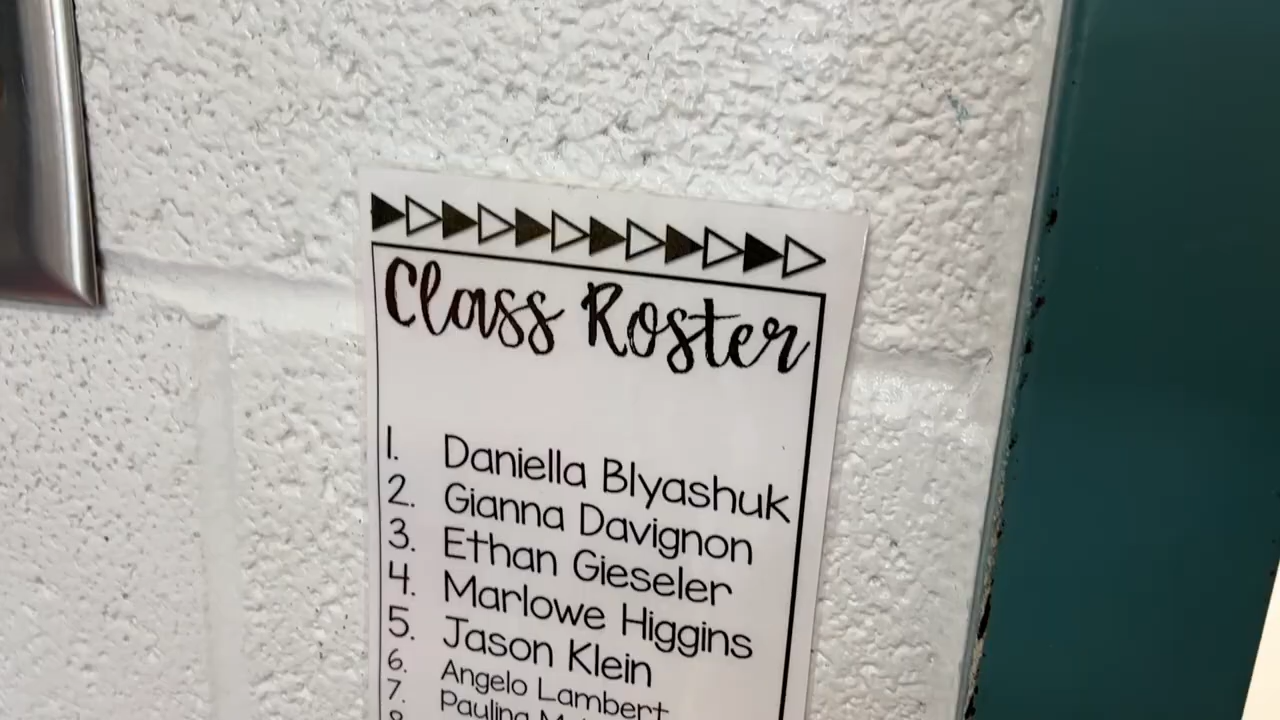 Class Roster
1. Daniella Blyashuk
2. Gianna Davignon
3. Ethan Gieseler
4. Marlowe Higgins
5. Jason Klein
6. Angelo Lambert
7. Paulina
8.